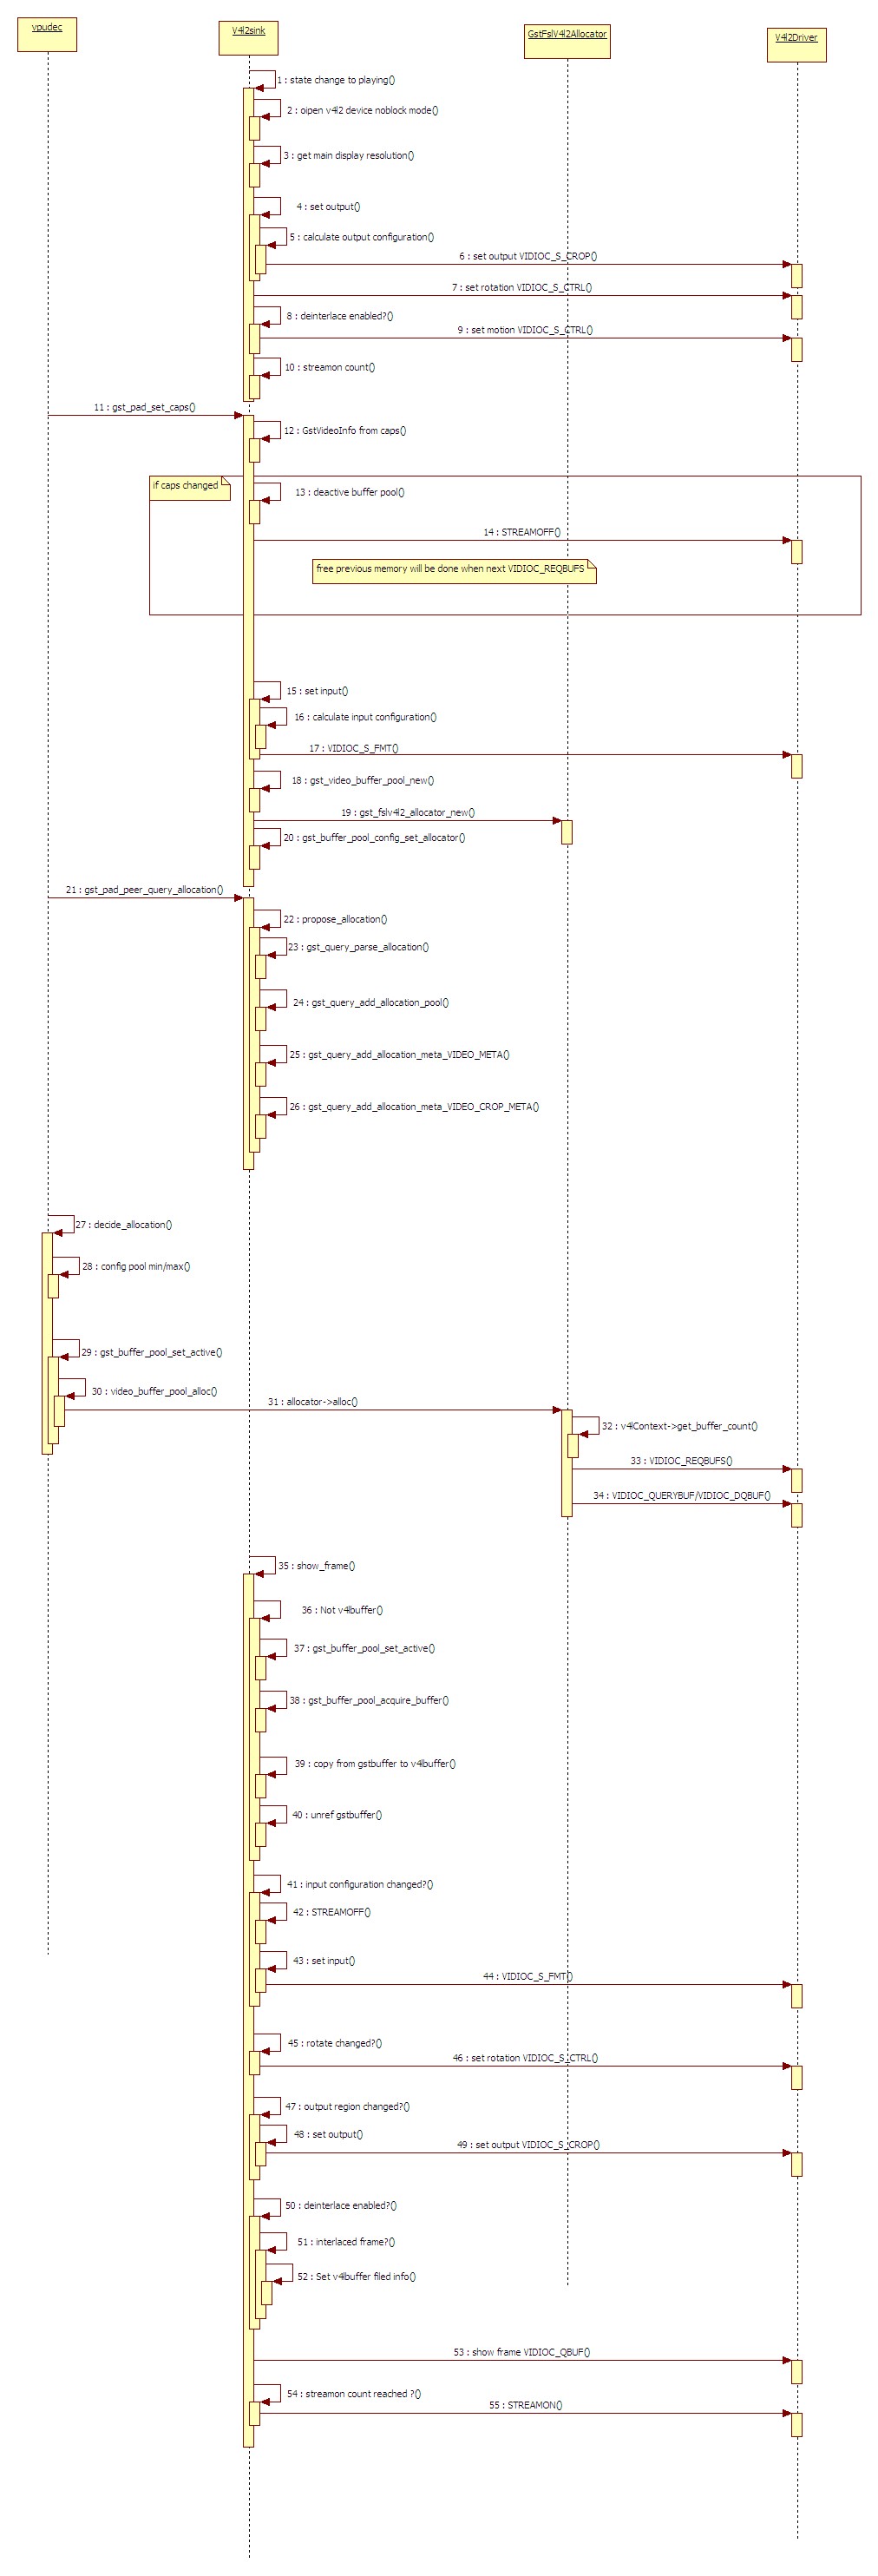 vpudec
V4l2sink
GstFslV4l2Allocator
V4l2Driver
1 : state change to playing()
2 : oipen v4l2 device noblock mode()
3 : get main display resolution()
4 : set output()
5 : calculate output configuration()
6 : set output VIDIOC_S_CROP()
7 : set rotation VIDIOC_S_CTRL()
8 : deinterlace enabled?()
9 : set motion VIDIOC_S_CTRL()
10 : streamon count()
11 : gst_pad_set_caps()
12 : GstVideoInfo from caps()
if caps changed
13 : deactive buffer pool()
14 : STREAMOFF()
free previous memory will be done when next VIDIOC_REQBUFS
15 : set input()
16 : calculate input configuration()
17 : VIDIOC_S_FMT()
18 : gst_video_buffer_pool_new()
19 : gst_fslv4l2_allocator_new()
20 : gst_buffer_pool_config_set_allocator()
21 : gst_pad_peer_query_allocation()
22 : propose_allocation()
23 : gst_query_parse_allocation()
24 : gst_query_add_allocation_pool()
25 : gst_query_add_allocation_meta_VIDEO_META()
26 : gst_query_add_allocation_meta_VIDEO_CROP_META()
27 : decide_allocation()
28 : config pool min/max()
29 : gst_buffer_pool_set_active()
30 : video_buffer_pool_alloc()
31 : allocator->alloc()
32 : v4lContext->get_buffer_count()
33 : VIDIOC_REQBUFS()
34 : VIDIOC_QUERYBUF/VIDIOC_DQBUF()
35 : show_frame()
36 : Not v4lbuffer()
37 : gst_buffer_pool_set_active()
38 : gst_buffer_pool_acquire_buffer()
39 : copy from gstbuffer to v4lbuffer()
40 : unref gstbuffer()
41 : input configuration changed?()
42 : STREAMOFF()
43 : set input()
44 : VIDIOC_S_FMT()
45 : rotate changed?()
46 : set rotation VIDIOC_S_CTRL()
47 : output region changed?()
48 : set output()
49 : set output VIDIOC_S_CROP()
50 : deinterlace enabled?()
51 : interlaced frame?()
52 : Set v4lbuffer filed info()
53 : show frame VIDIOC_QBUF()
54 : streamon count reached ?()
55 : STREAMON()